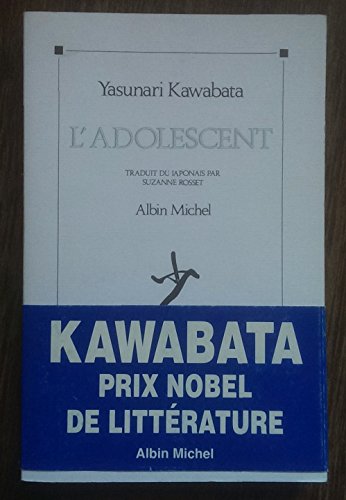 Yasunari Kawabata
L'ADOLESCENT
TRADUIT DU JAPONAIS PAR
SUZANNE ROSSET
Albin Michel
KAWABATA
PRIX NOBEL
DE LITTÉRATURE
Albin Michel